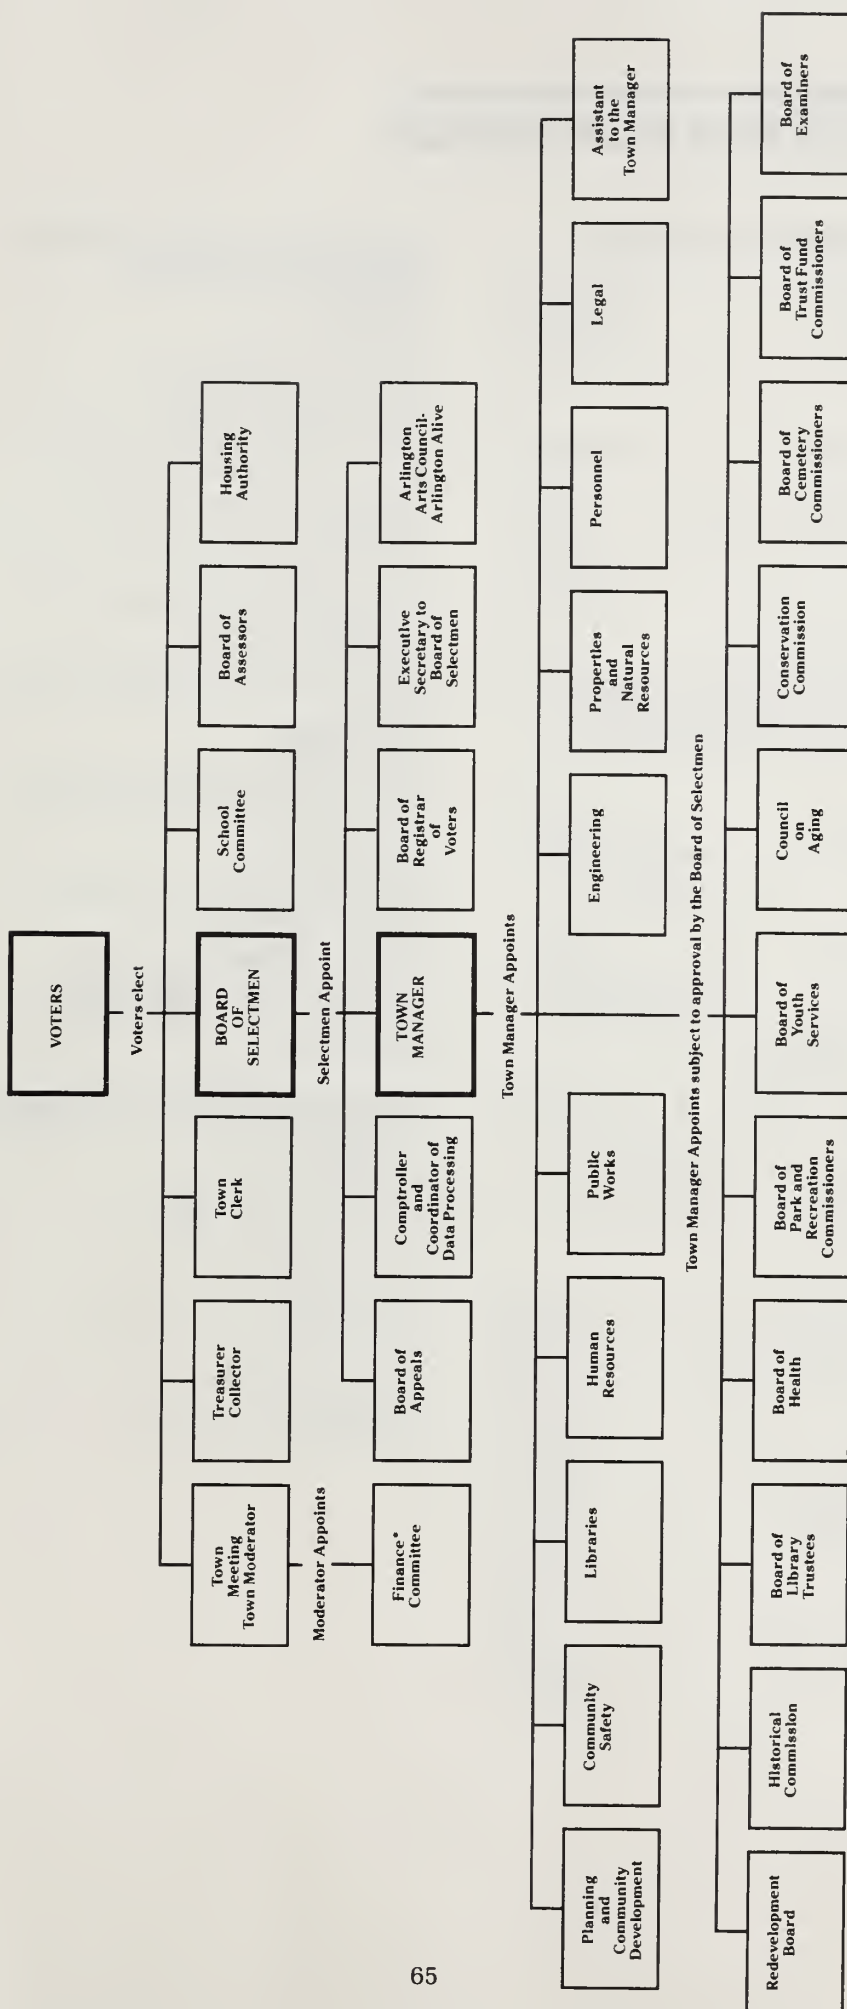 VOTERS
Voters elect
Town
Meeting
Town Moderator
Treasurer
Collector
Town
Clerk
BOARD
OF
SELECTMEN
School
Committee
Board of
Assessors
Housing
Authority
Moderator Appoints
Selectmen Appoint
Finance*
Committee
Board of
Appeals
Comptroller
and
Coordinator of
Data Processing
TOWN
MANAGER
Board of
Registrar
of
Voters
Executive
Secretary to
Board of
Selectmen
Arlington
Arts Council-
Arlington Alive
Town Manager Appoints
Planning
and
Community
Development
Community
Safety
Libraries
Human
Resources
Public
Works
Engineering
Properties
and
Natural
Resources
Personnel
Legal
Assistant
to the
Town Manager
Town Manager Appoints subject to approval by the Board of Selectmen
Redevelopment
Board
Historical
Commission
Board of
Library
Trustees
Board of
Health
Board of
Park and
Recreation
Commissioners
Board of
Youth
Services
Council
on
Aging
Conservation
Commission
Board of
Cemetery
Commissioners
Board of
Trust Fund
Commissioners
Board of
Examiners
65